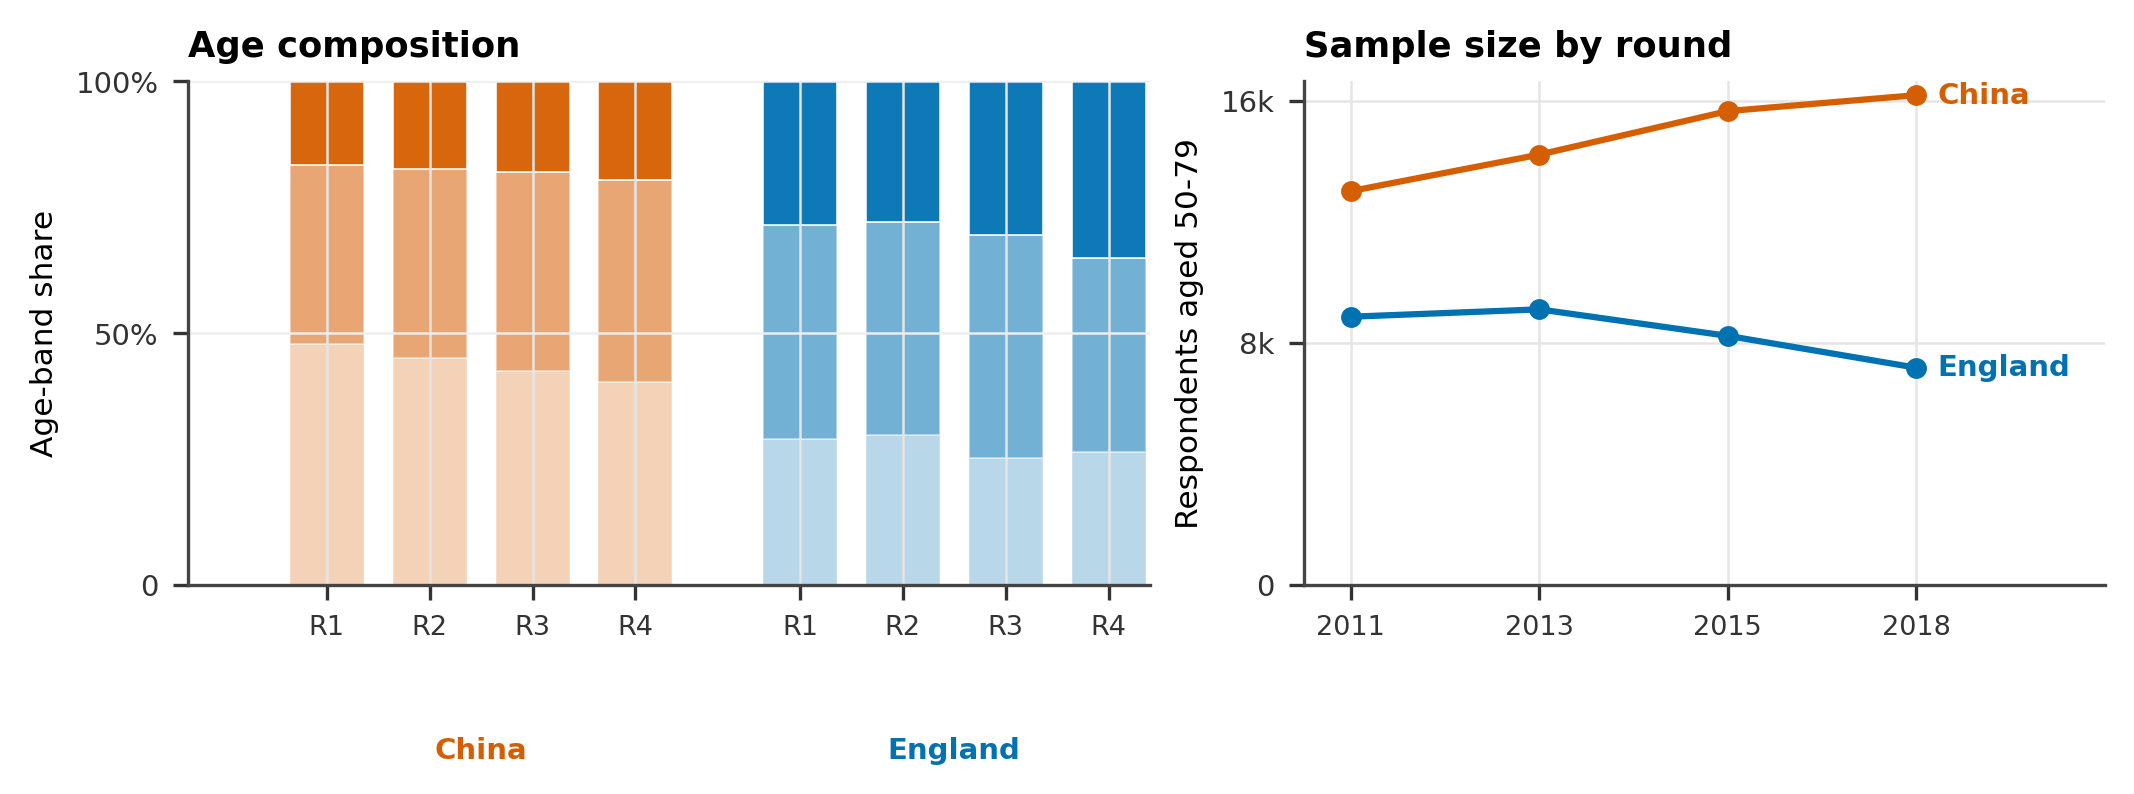 Age composition
Age-band share
100%
50%
0
R1 R2 R3 R4 R1 R2 R3 R4
China England
Sample size by round
Respondents aged 50-79
16k
8k
0
China
England
2011 2013 2015 2018